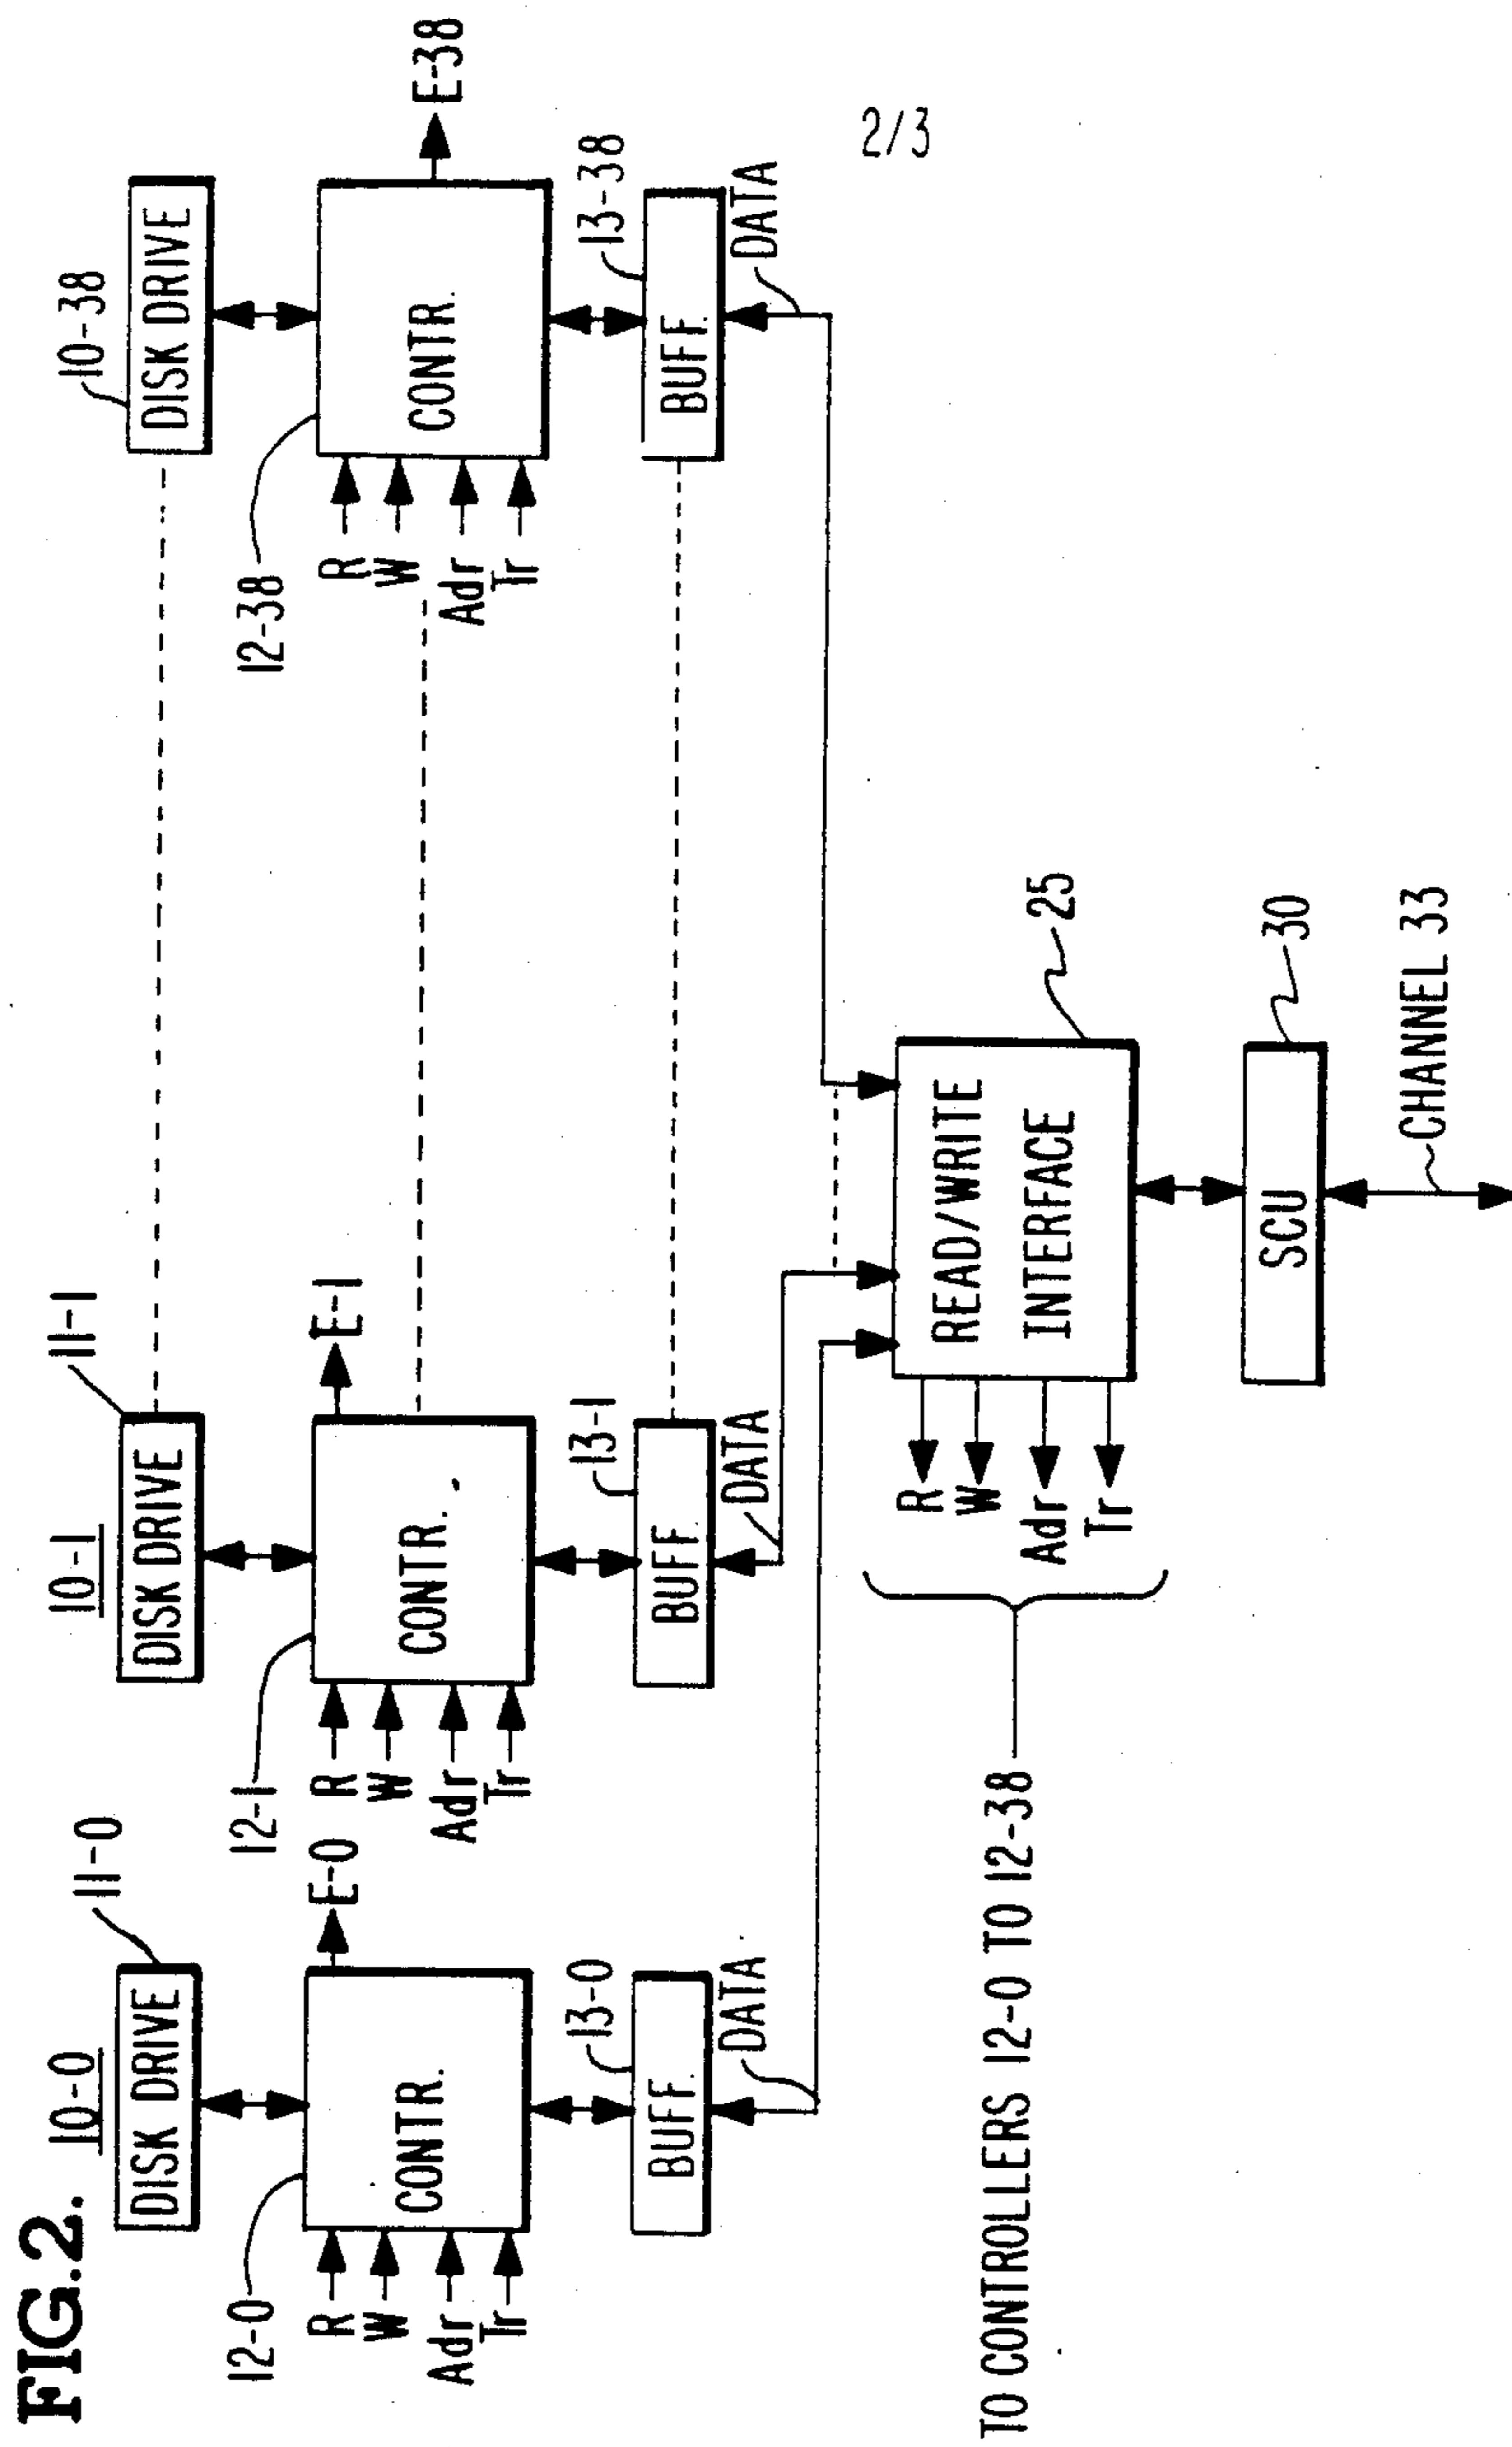 FIG.2.
10-0
11-0
10-1
11-1
10-38
DISK DRIVE
DISK DRIVE
DISK DRIVE
12-0
E-0
12-1
E-1
12-38
E-38
R
W
Adr
Tr
CONTR.
R
W
Adr
Tr
CONTR.
R
W
Adr
Tr
CONTR.
13-0
13-1
13-38
BUFF.
BUFF.
BUFF.
DATA
DATA
DATA
2/3
TO CONTROLLERS 12-0 TO 12-38
R
W
Adr
Tr
READ/WRITE
INTERFACE
25
SCU
30
CHANNEL 33